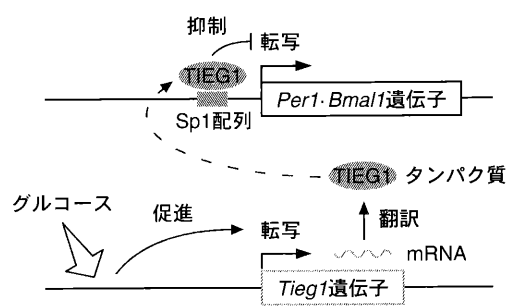 抑制
転写
TIEG1
Per1·Bmal1遺伝子
Sp1配列
TIEG1 タンパク質
グルコース
促進
転写
翻訳
mRNA
Tieg1遺伝子